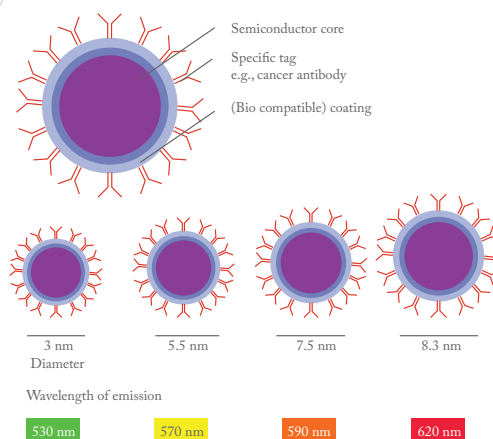 Semiconductor core
Specific tag
e.g., cancer antibody
(Bio compatible) coating
3 nm
Diameter
5.5 nm
7.5 nm
8.3 nm
Wavelength of emission
530 nm
570 nm
590 nm
620 nm